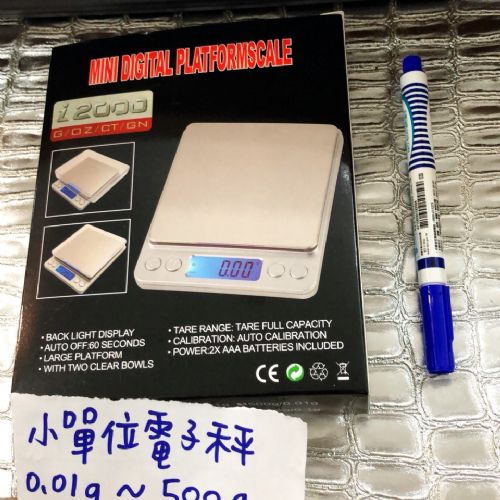 MINI DIGITAL PLATFORMSCALE
i2000
G/OZ/CT/GN
0.00
• BACK LIGHT DISPLAY
• AUTO OFF:60 SECONDS
• LARGE PLATFORM
• WITH TWO CLEAR BOWLS
• TARE RANGE: TARE FULL CAPACITY
• CALIBRATION: AUTO CALIBRATION
• POWER:2X AAA BATTERIES INCLUDED
CE
小單位電子秤
0.01g ~ 500g